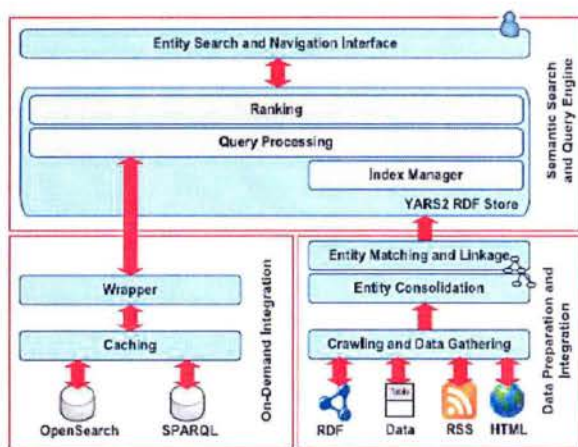 Entity Search and Navigation Interface
Ranking
Query Processing
Index Manager
YARS2 RDF Store
Semantic Search
and Query Engine
Wrapper
Caching
OpenSearch
SPARQL
On-Demand Integration
Entity Matching and Linkage
Entity Consolidation
Crawling and Data Gathering
RDF
Data
RSS
HTML
Data Preparation and
Integration